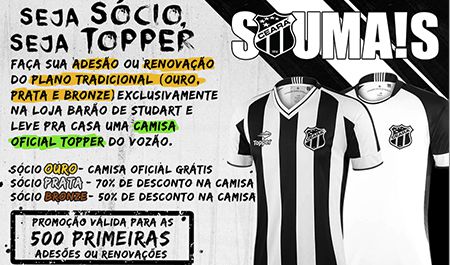 SEJA SÓCIO,
SEJA TOPPER
FAÇA SUA ADESÃO OU RENOVAÇÃO
DO PLANO TRADICIONAL (OURO,
PRATA E BRONZE) EXCLUSIVAMENTE
NA LOJA BARÃO DE STUDART E
LEVE PRA CASA UMA CAMISA
OFICIAL TOPPER DO VOZÃO.
SÓCIO OURO- CAMISA OFICIAL GRÁTIS
SÓCIO PRATA - 70% DE DESCONTO NA CAMISA
SÓCIO BRONZE - 50% DE DESCONTO NA CAMISA
PROMOÇÃO VÁLIDA PARA AS
500 PRIMEIRAS
ADESÕES OU RENOVAÇÕES
S UMA!S
CEARÁ
Topper